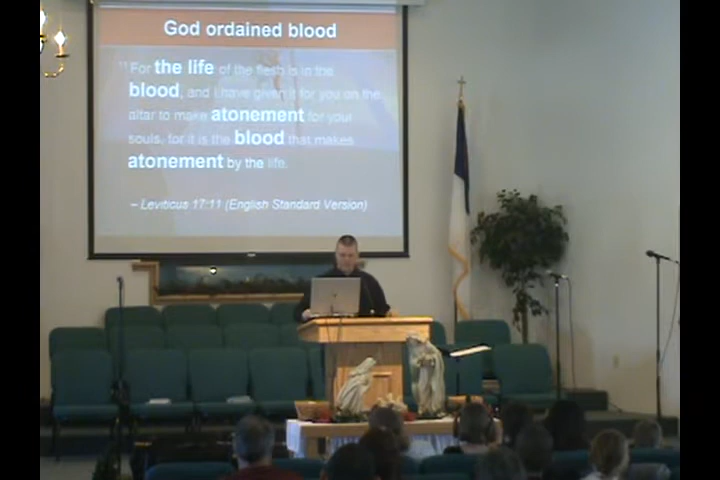 God ordained blood
11 For the life of the flesh is in the
blood, and I have given it for you on the
altar to make atonement for your
souls, for it is the blood that makes
atonement by the life.
– Leviticus 17:11 (English Standard Version)